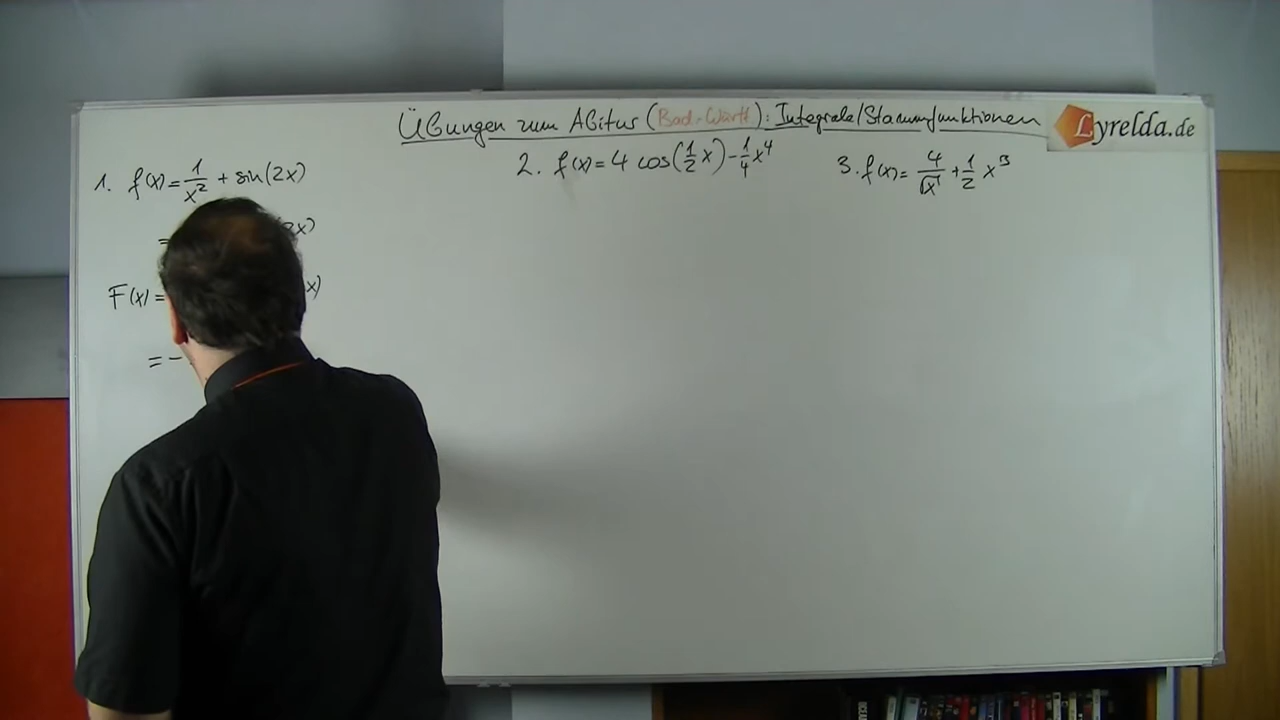 Übungen zum Abitur (Bad.-Württ.): Integrale/Stammfunktionen
Lyrelda.de
1. f(x) = 1/x² + sin(2x)
= 2x)
F(x) = x)
= -
2. f(x) = 4 cos(1/2 x) - 1/4 x⁴
3. f(x) = 4/√x + 1/2 x³